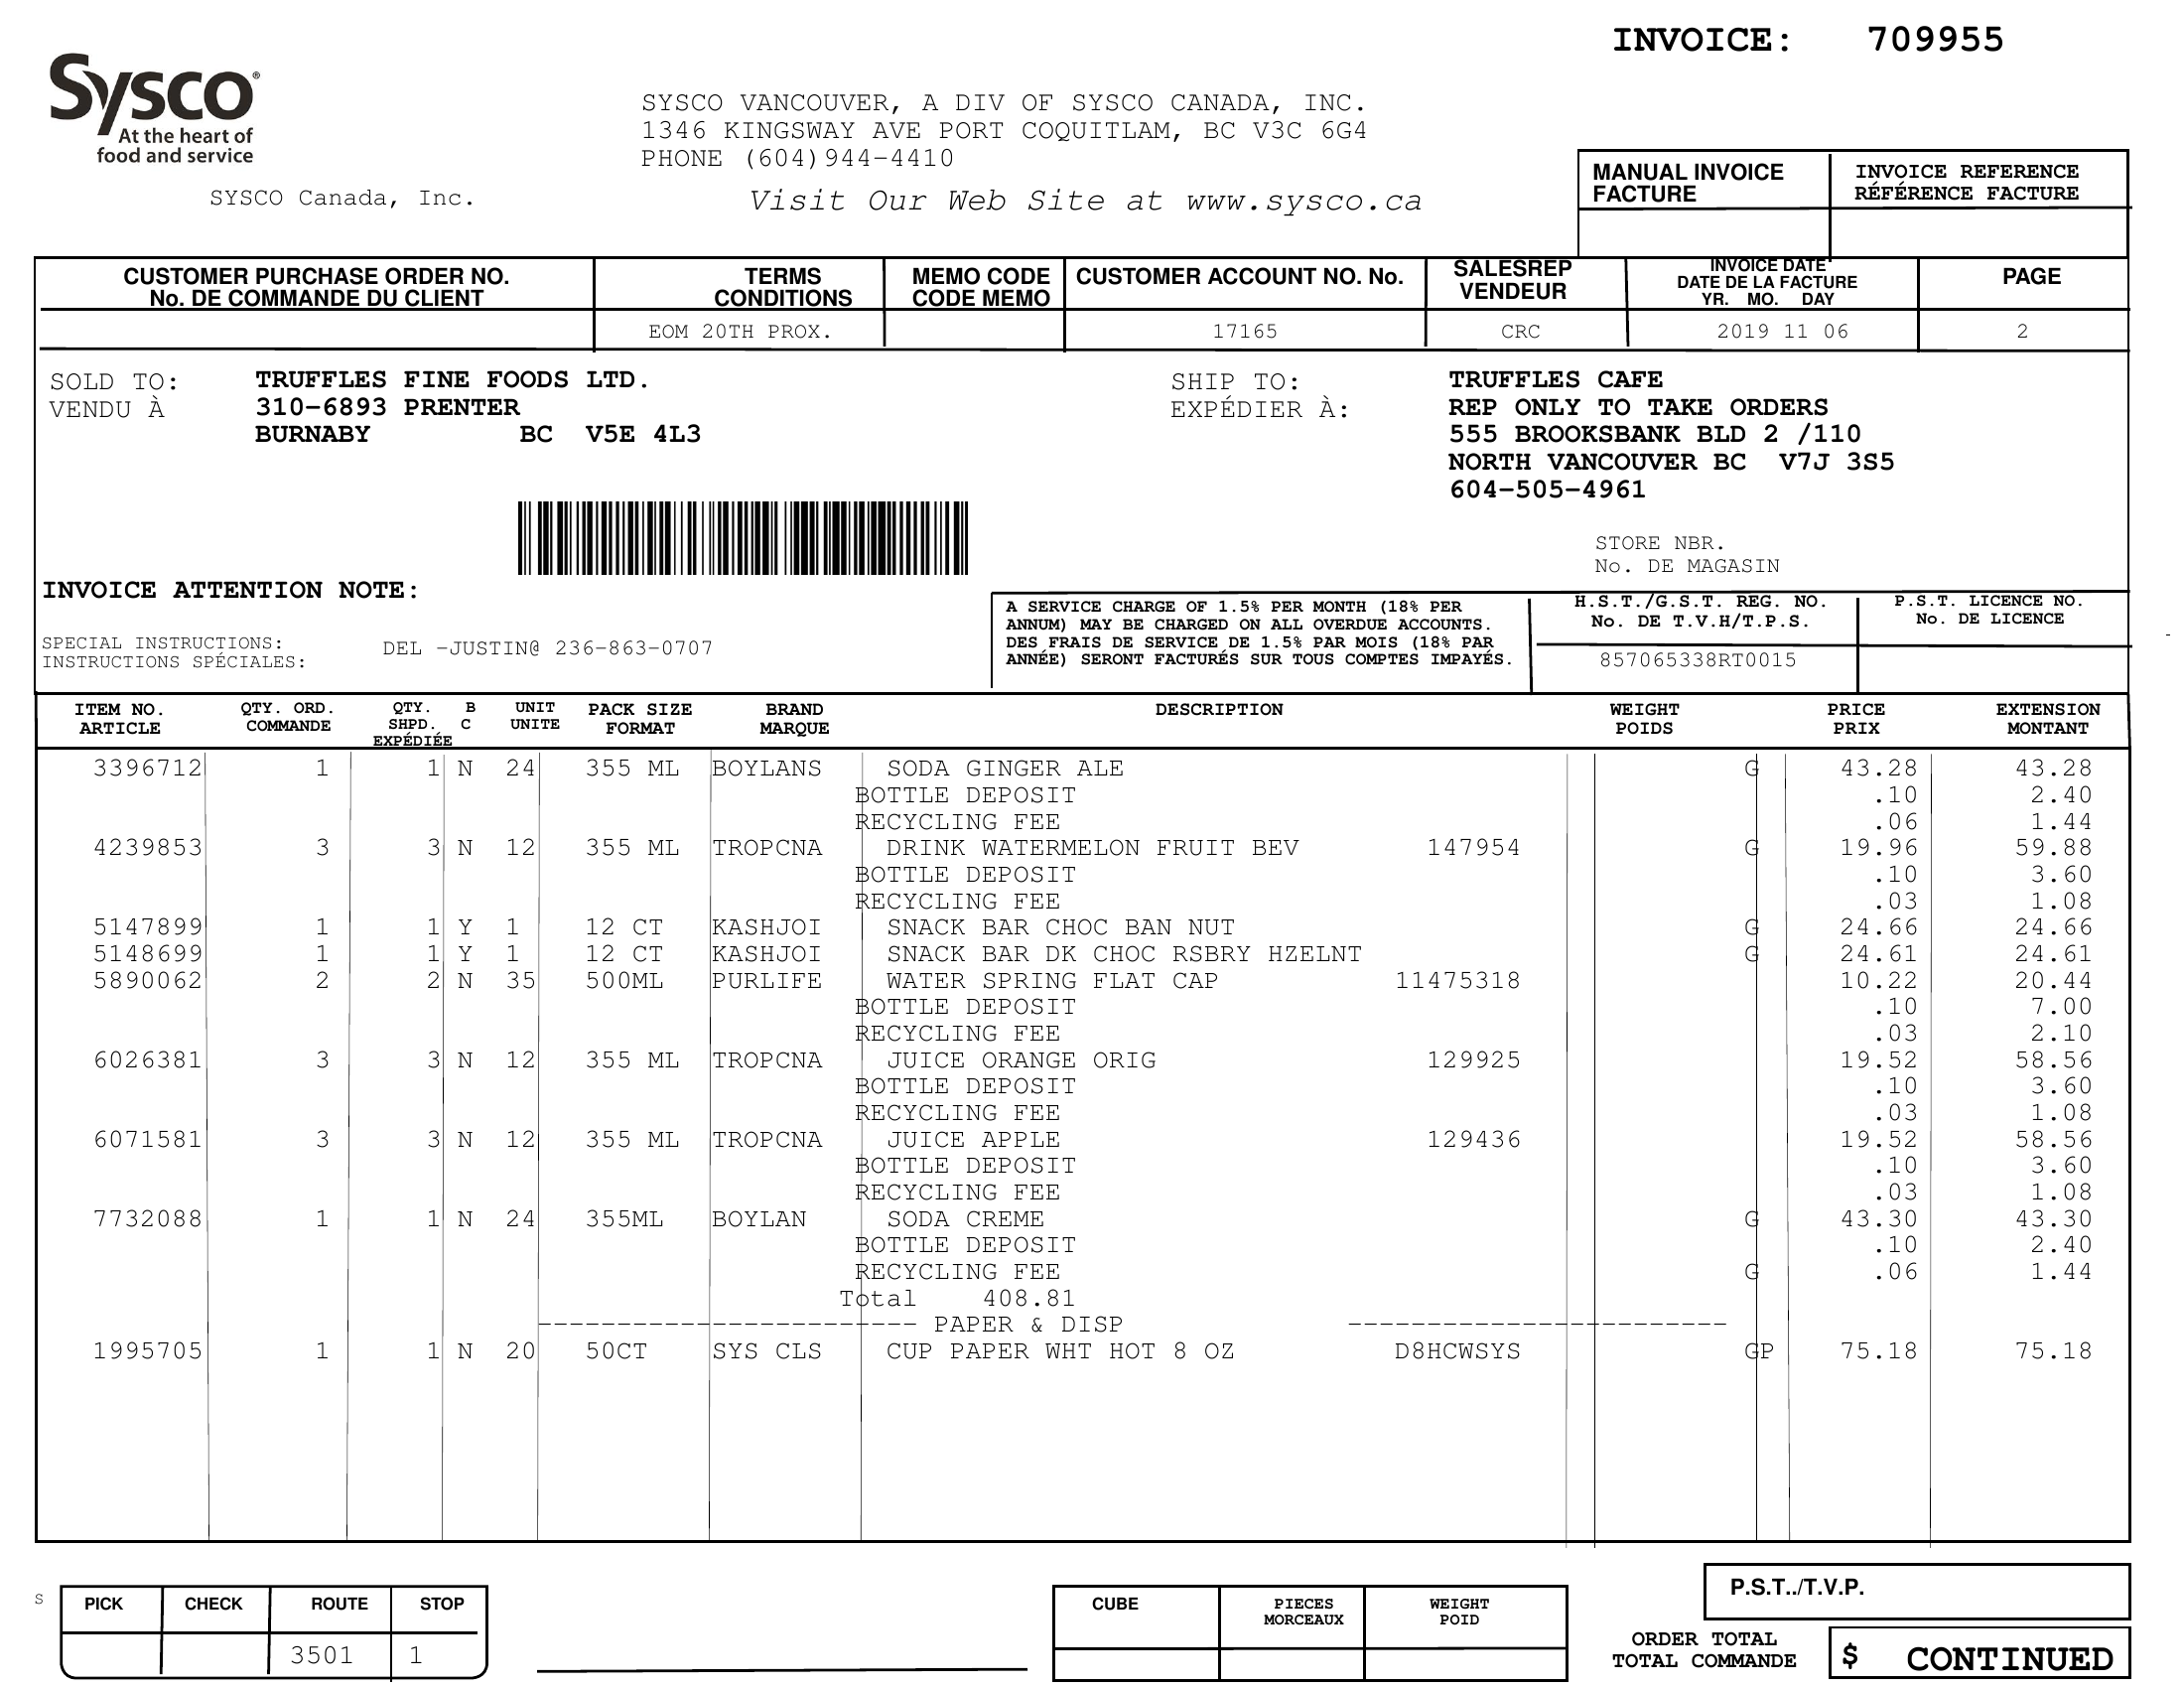 INVOICE: 709955
Sysco®
At the heart of
food and service
SYSCO Canada, Inc.
SYSCO VANCOUVER, A DIV OF SYSCO CANADA, INC.
1346 KINGSWAY AVE PORT COQUITLAM, BC V3C 6G4
PHONE (604)944-4410
Visit Our Web Site at www.sysco.ca
MANUAL INVOICE INVOICE REFERENCE
FACTURE RÉFÉRENCE FACTURE
CUSTOMER PURCHASE ORDER NO. TERMS MEMO CODE CUSTOMER ACCOUNT NO. No. SALESREP INVOICE DATE PAGE
No. DE COMMANDE DU CLIENT CONDITIONS CODE MEMO VENDEUR DATE DE LA FACTURE
YR. MO. DAY
EOM 20TH PROX. 17165 CRC 2019 11 06 2
SOLD TO: TRUFFLES FINE FOODS LTD.
VENDU À 310-6893 PRENTER
BURNABY BC V5E 4L3
SHIP TO: TRUFFLES CAFE
EXPÉDIER À: REP ONLY TO TAKE ORDERS
555 BROOKSBANK BLD 2 /110
NORTH VANCOUVER BC V7J 3S5
604-505-4961
STORE NBR.
No. DE MAGASIN
INVOICE ATTENTION NOTE:
SPECIAL INSTRUCTIONS: DEL -JUSTIN@ 236-863-0707
INSTRUCTIONS SPÉCIALES:
A SERVICE CHARGE OF 1.5% PER MONTH (18% PER
ANNUM) MAY BE CHARGED ON ALL OVERDUE ACCOUNTS.
DES FRAIS DE SERVICE DE 1.5% PAR MOIS (18% PAR
ANNÉE) SERONT FACTURÉS SUR TOUS COMPTES IMPAYÉS.
H.S.T./G.S.T. REG. NO. P.S.T. LICENCE NO.
No. DE T.V.H/T.P.S. No. DE LICENCE
857065338RT0015
ITEM NO. QTY. ORD. QTY. B UNIT PACK SIZE BRAND DESCRIPTION WEIGHT PRICE EXTENSION
ARTICLE COMMANDE SHPD. C UNITE FORMAT MARQUE POIDS PRIX MONTANT
EXPÉDIÉE
3396712 1 1 N 24 355 ML BOYLANS SODA GINGER ALE G 43.28 43.28
BOTTLE DEPOSIT .10 2.40
RECYCLING FEE .06 1.44
4239853 3 3 N 12 355 ML TROPCNA DRINK WATERMELON FRUIT BEV 147954 G 19.96 59.88
BOTTLE DEPOSIT .10 3.60
RECYCLING FEE .03 1.08
5147899 1 1 Y 1 12 CT KASHJOI SNACK BAR CHOC BAN NUT G 24.66 24.66
5148699 1 1 Y 1 12 CT KASHJOI SNACK BAR DK CHOC RSBRY HZELNT G 24.61 24.61
5890062 2 2 N 35 500ML PURLIFE WATER SPRING FLAT CAP 11475318 10.22 20.44
BOTTLE DEPOSIT .10 7.00
RECYCLING FEE .03 2.10
6026381 3 3 N 12 355 ML TROPCNA JUICE ORANGE ORIG 129925 19.52 58.56
BOTTLE DEPOSIT .10 3.60
RECYCLING FEE .03 1.08
6071581 3 3 N 12 355 ML TROPCNA JUICE APPLE 129436 19.52 58.56
BOTTLE DEPOSIT .10 3.60
RECYCLING FEE .03 1.08
7732088 1 1 N 24 355ML BOYLAN SODA CREME G 43.30 43.30
BOTTLE DEPOSIT .10 2.40
RECYCLING FEE G .06 1.44
Total 408.81
------------------------ PAPER & DISP ------------------------
1995705 1 1 N 20 50CT SYS CLS CUP PAPER WHT HOT 8 OZ D8HCWSYS GP 75.18 75.18
S PICK CHECK ROUTE STOP
3501 1
CUBE PIECES WEIGHT
MORCEAUX POID
P.S.T../T.V.P.
ORDER TOTAL
TOTAL COMMANDE $ CONTINUED